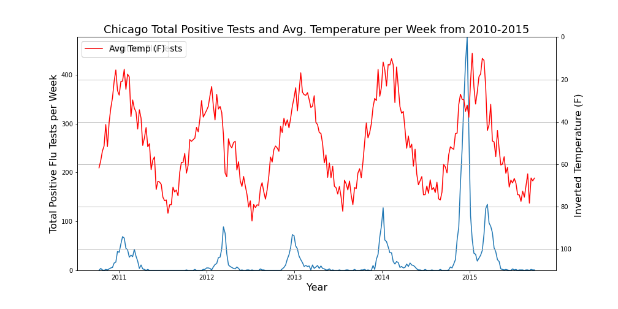 Chicago Total Positive Tests and Avg. Temperature per Week from 2010-2015
Avg Temp (F)
sts
Total Positive Flu Tests per Week
400
300
200
100
0
0
20
40
60
80
100
Inverted Temperature (F)
2011
2012
2013
2014
2015
Year